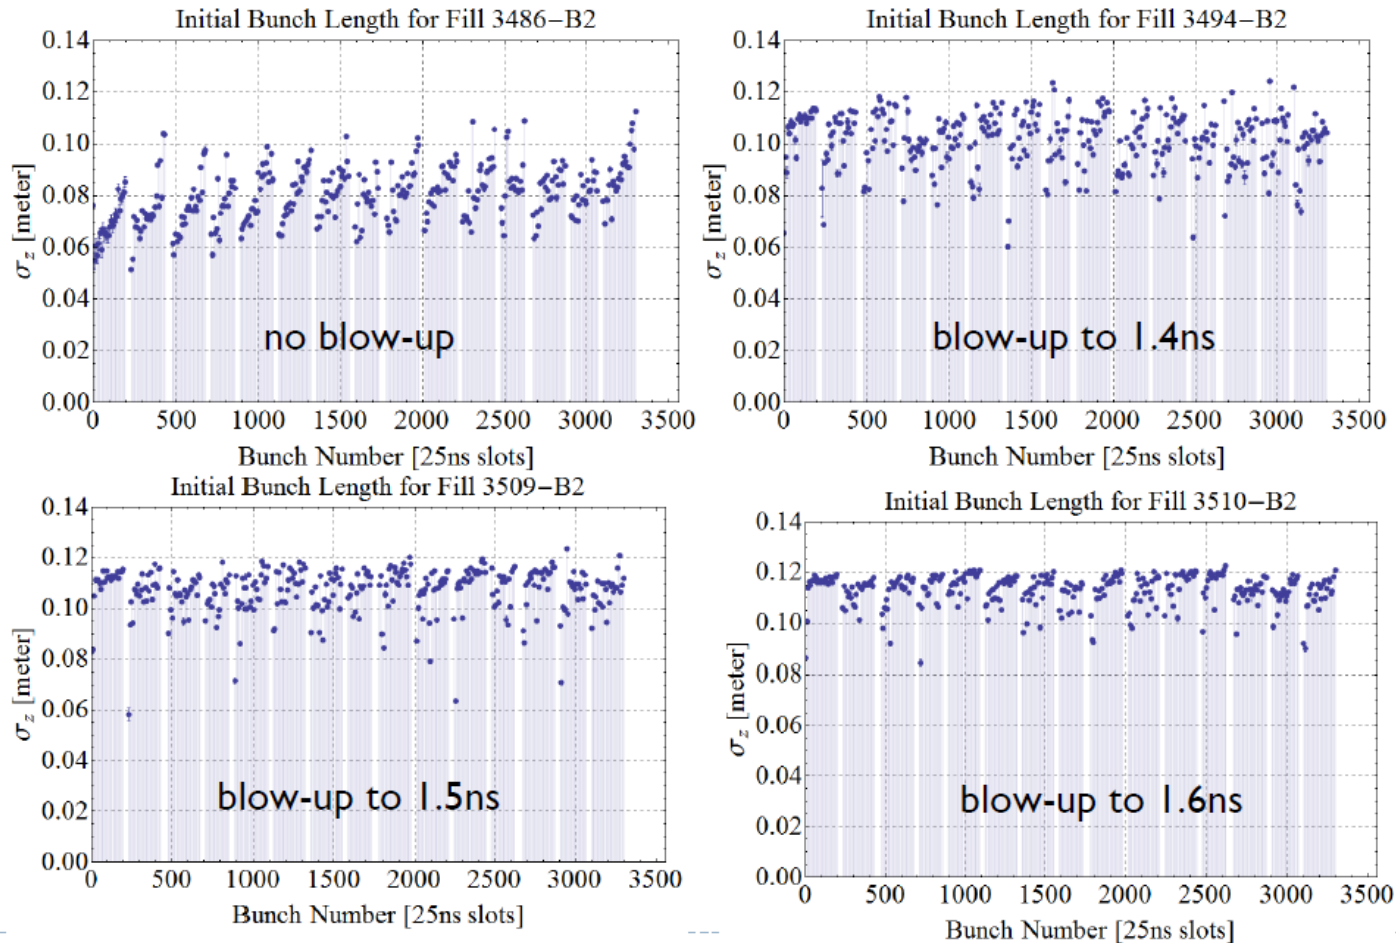 Initial Bunch Length for Fill 3486−B2
0.14
0.12
0.10
0.08
0.06
0.04
0.02
0.00
σz [meter]
no blow-up
0 500 1000 1500 2000 2500 3000 3500
Bunch Number [25ns slots]
Initial Bunch Length for Fill 3494−B2
0.14
0.12
0.10
0.08
0.06
0.04
0.02
0.00
σz [meter]
blow-up to 1.4ns
0 500 1000 1500 2000 2500 3000 3500
Bunch Number [25ns slots]
Initial Bunch Length for Fill 3509−B2
0.14
0.12
0.10
0.08
0.06
0.04
0.02
0.00
σz [meter]
blow-up to 1.5ns
0 500 1000 1500 2000 2500 3000 3500
Bunch Number [25ns slots]
Initial Bunch Length for Fill 3510−B2
0.14
0.12
0.10
0.08
0.06
0.04
0.02
0.00
σz [meter]
blow-up to 1.6ns
0 500 1000 1500 2000 2500 3000 3500
Bunch Number [25ns slots]